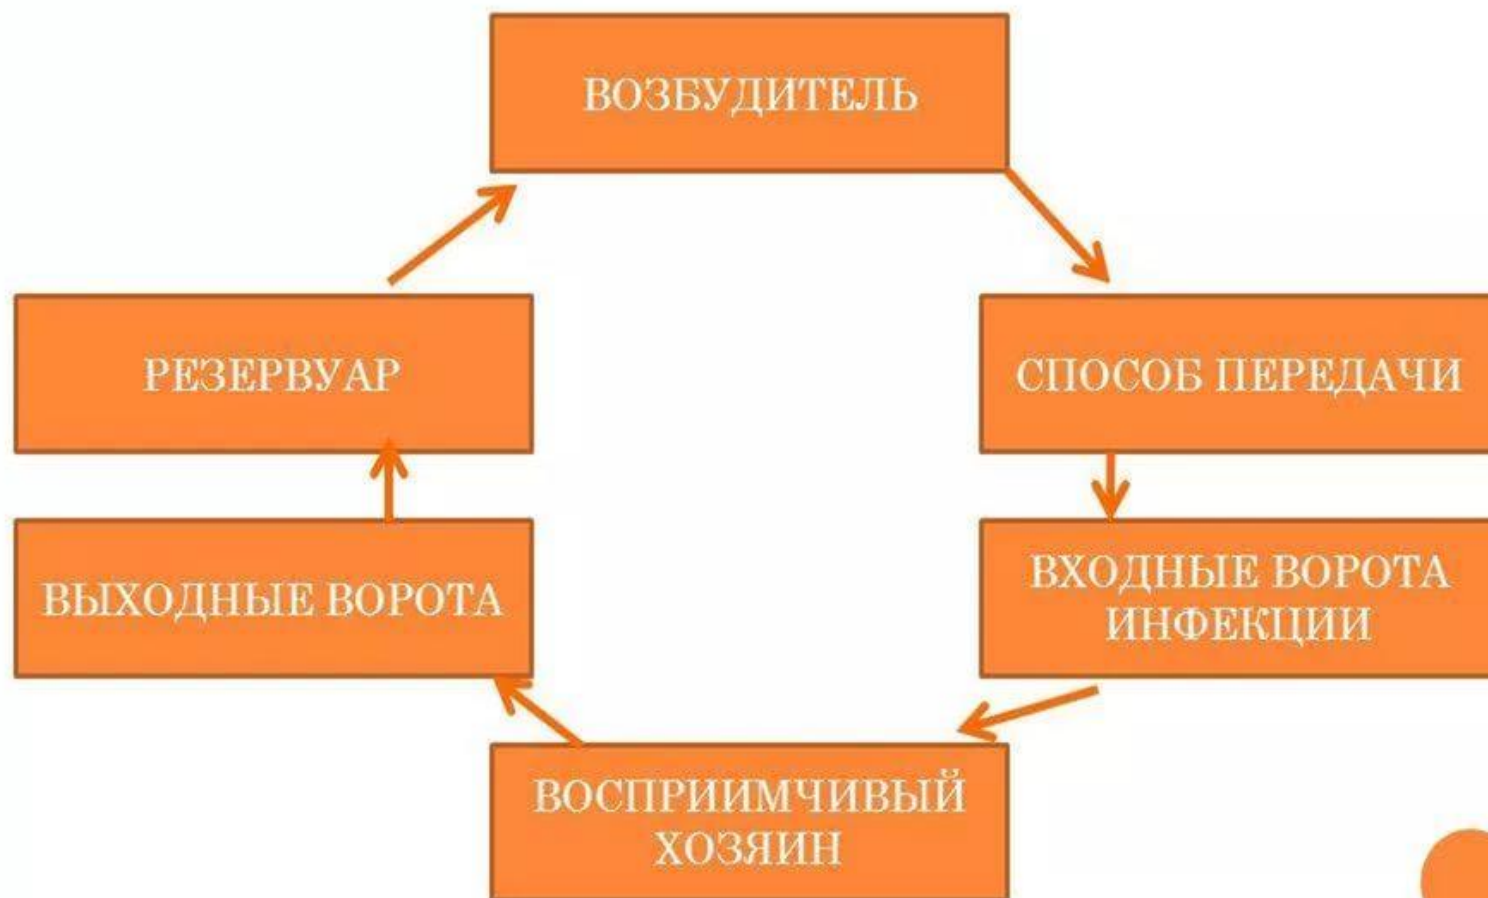 ВОЗБУДИТЕЛЬ
РЕЗЕРВУАР
СПОСОБ ПЕРЕДАЧИ
ВЫХОДНЫЕ ВОРОТА
ВХОДНЫЕ ВОРОТА
ИНФЕКЦИИ
ВОСПРИИМЧИВЫЙ
ХОЗЯИН